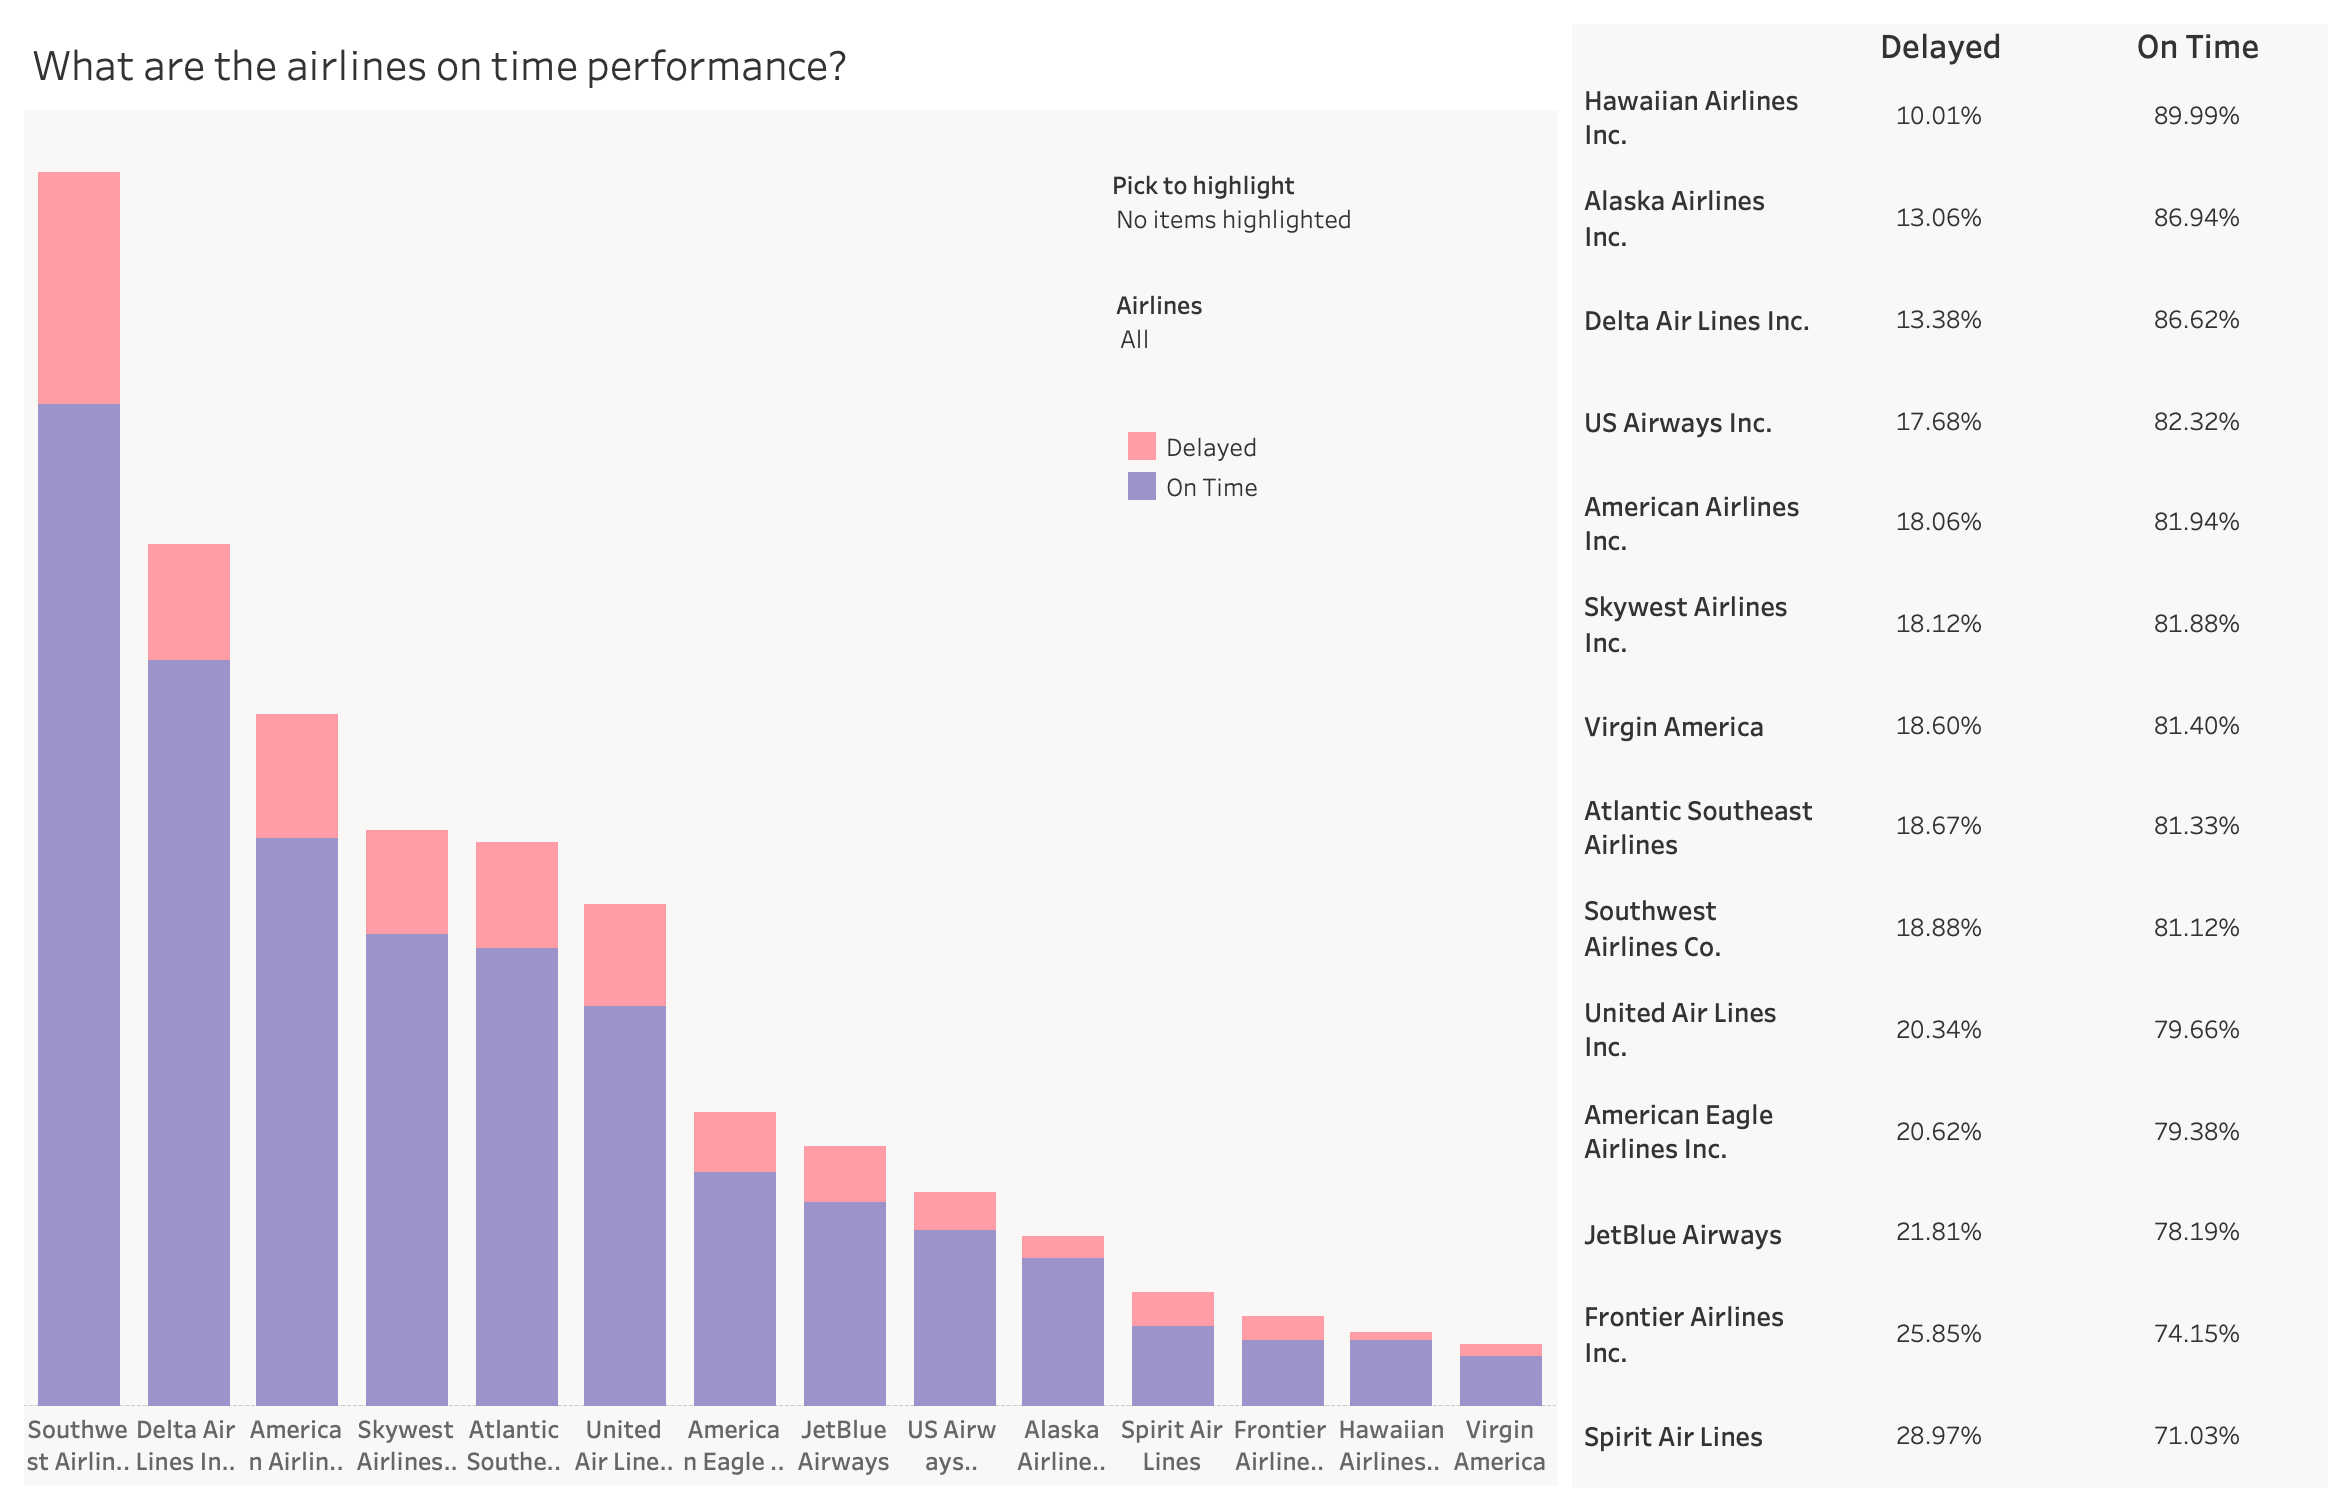 What are the airlines on time performance?
Pick to highlight
No items highlighted
Airlines
All
Delayed
On Time
Southwe
st Airlin..
Delta Air
Lines In..
America
n Airlin..
Skywest
Airlines..
Atlantic
Southe..
United
Air Line..
America
n Eagle ..
JetBlue
Airways
US Airw
ays..
Alaska
Airline..
Spirit Air
Lines
Frontier
Airline..
Hawaiian
Airlines..
Virgin
America
Delayed On Time
Hawaiian Airlines
Inc.
10.01% 89.99%
Alaska Airlines
Inc.
13.06% 86.94%
Delta Air Lines Inc. 13.38% 86.62%
US Airways Inc. 17.68% 82.32%
American Airlines
Inc.
18.06% 81.94%
Skywest Airlines
Inc.
18.12% 81.88%
Virgin America 18.60% 81.40%
Atlantic Southeast
Airlines
18.67% 81.33%
Southwest
Airlines Co.
18.88% 81.12%
United Air Lines
Inc.
20.34% 79.66%
American Eagle
Airlines Inc.
20.62% 79.38%
JetBlue Airways 21.81% 78.19%
Frontier Airlines
Inc.
25.85% 74.15%
Spirit Air Lines 28.97% 71.03%